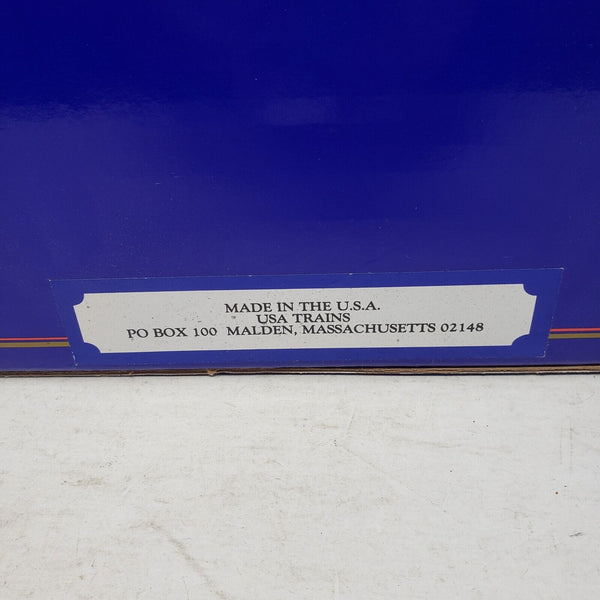 MADE IN THE U.S.A.
USA TRAINS
PO BOX 100 MALDEN, MASSACHUSETTS 02148